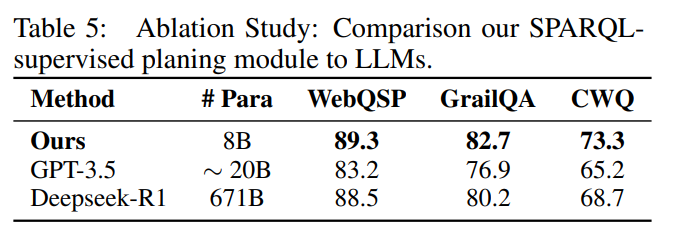 Table 5: Ablation Study: Comparison our SPARQL-
supervised planing module to LLMs.
Method # Para WebQSP GrailQA CWQ
Ours 8B 89.3 82.7 73.3
GPT-3.5 ~ 20B 83.2 76.9 65.2
Deepseek-R1 671B 88.5 80.2 68.7